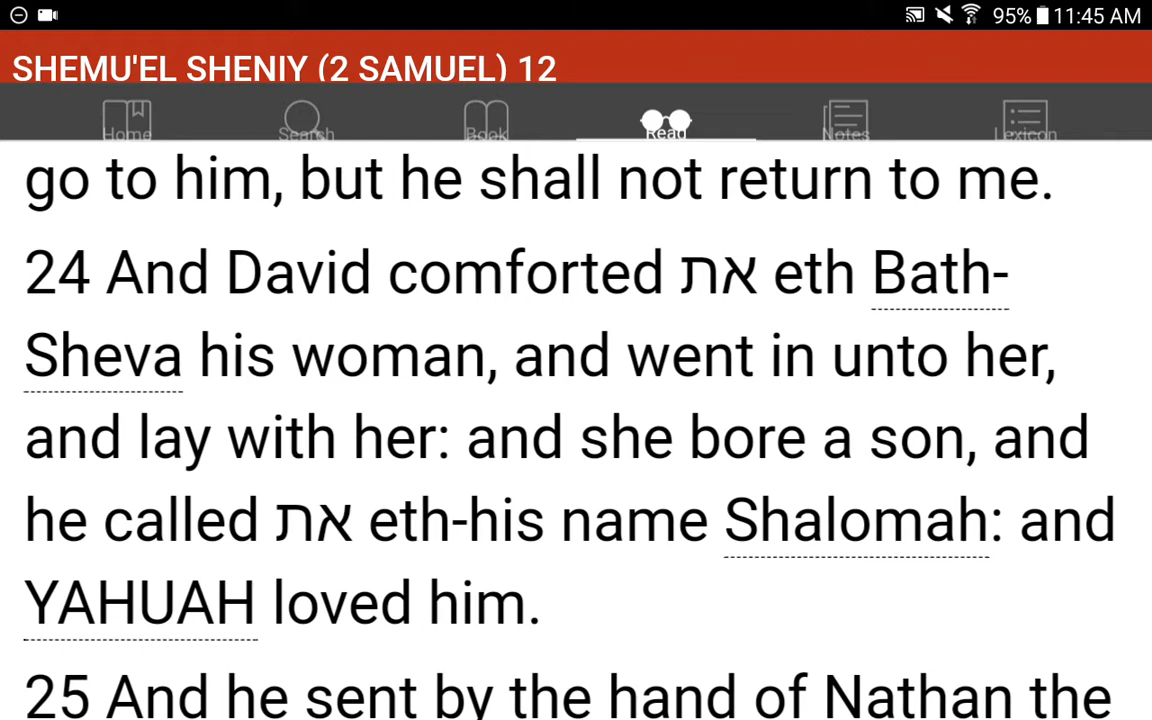 95% 11:45 AM
SHEMU'EL SHENIY (2 SAMUEL) 12
Home Search Book Read Notes Lexicon
go to him, but he shall not return to me.
24 And David comforted את eth Bath-
Sheva his woman, and went in unto her,
and lay with her: and she bore a son, and
he called את eth-his name Shalomah: and
YAHUAH loved him.
25 And he sent by the hand of Nathan the